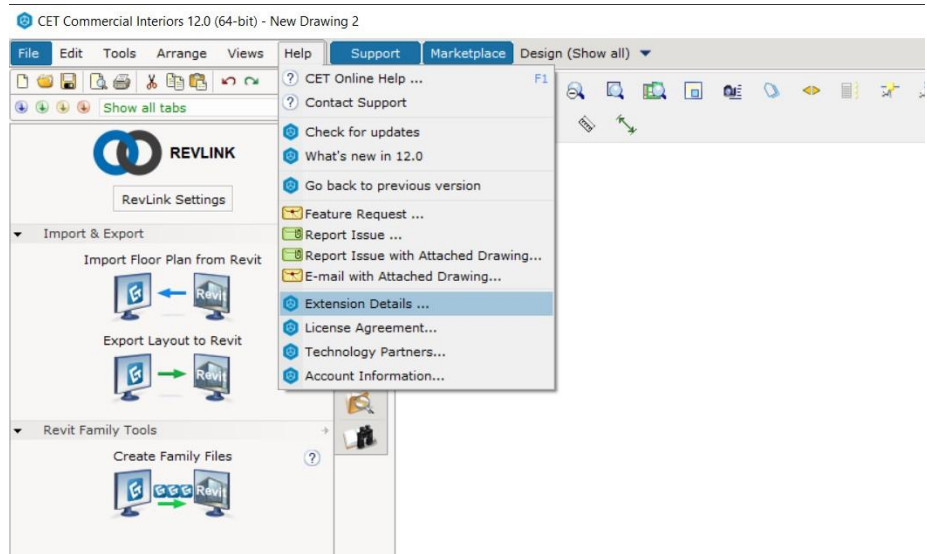 CET Commercial Interiors 12.0 (64-bit) - New Drawing 2
File Edit Tools Arrange Views Help Support Marketplace Design (Show all)
Show all tabs
CET Online Help ... F1
Contact Support
Check for updates
What's new in 12.0
Go back to previous version
Feature Request ...
Report Issue ...
Report Issue with Attached Drawing...
E-mail with Attached Drawing...
Extension Details ...
License Agreement...
Technology Partners...
Account Information...
REVLINK
RevLink Settings
Import & Export
Import Floor Plan from Revit
Revit
Export Layout to Revit
Revit
Revit Family Tools
Create Family Files
Revit